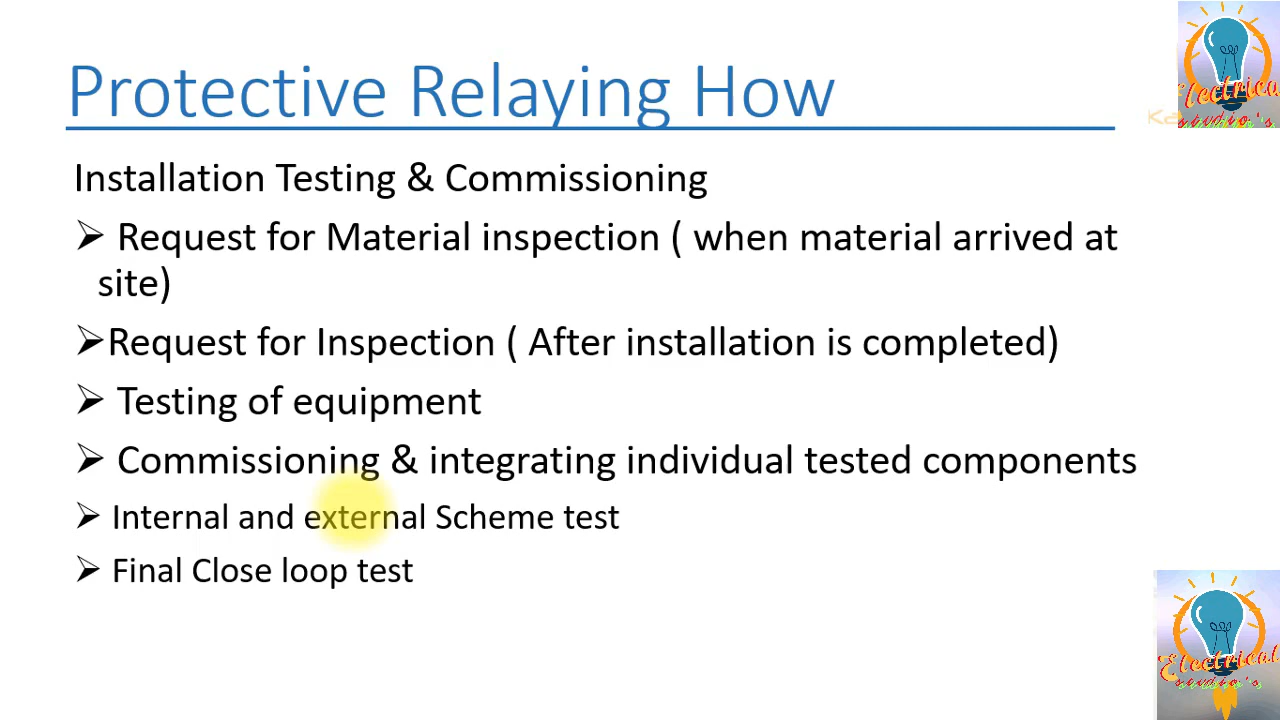 Protective Relaying How
Installation Testing & Commissioning
➢ Request for Material inspection ( when material arrived at
site)
➢Request for Inspection ( After installation is completed)
➢ Testing of equipment
➢ Commissioning & integrating individual tested components
➢ Internal and external Scheme test
➢ Final Close loop test
Electrical
studio's